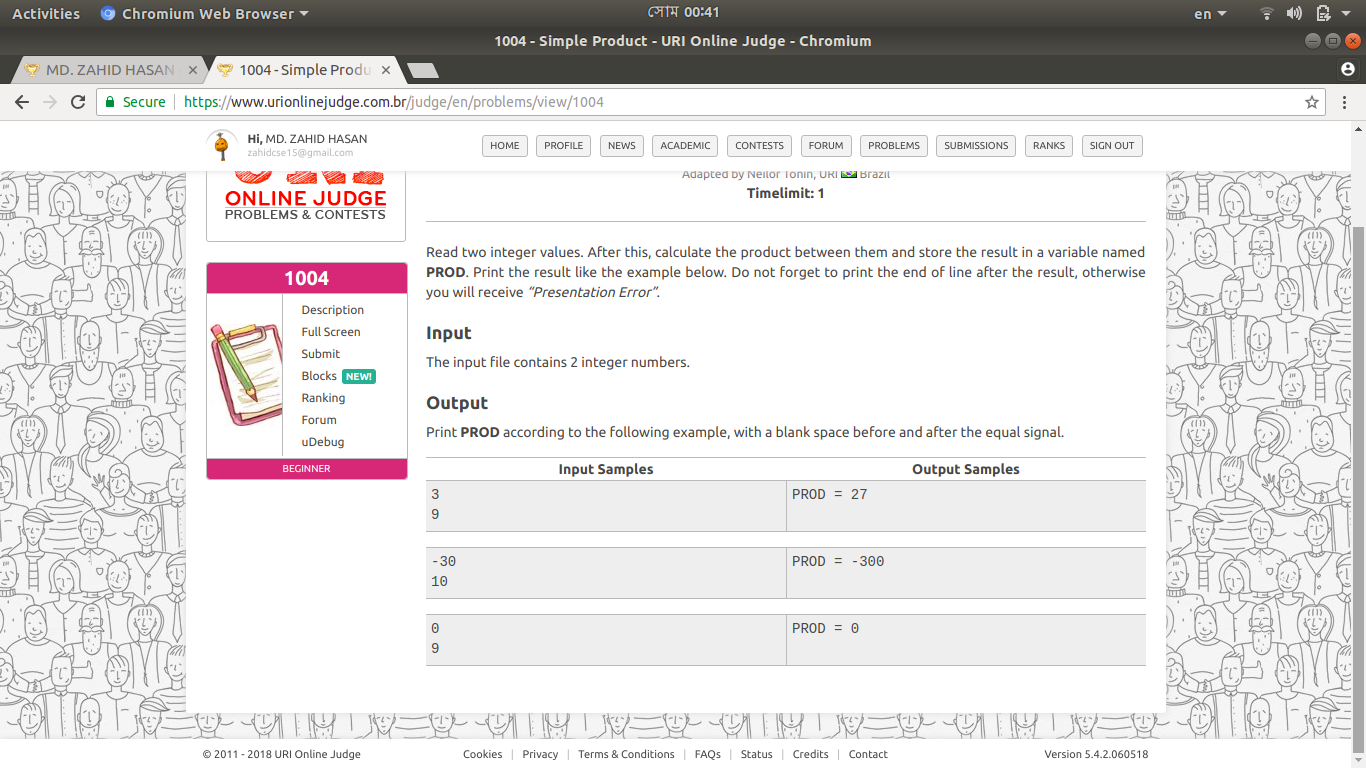 Activities Chromium Web Browser সোম 00:41 en
1004 - Simple Product - URI Online Judge - Chromium
MD. ZAHID HASAN 1004 - Simple Produ
Secure https://www.urionlinejudge.com.br/judge/en/problems/view/1004
Hi, MD. ZAHID HASAN
zahidcse15@gmail.com
HOME PROFILE NEWS ACADEMIC CONTESTS FORUM PROBLEMS SUBMISSIONS RANKS SIGN OUT
Adapted by Neilor Tonin, URI Brazil
Timelimit: 1
ONLINE JUDGE
PROBLEMS & CONTESTS
1004
Description
Full Screen
Submit
Blocks NEW!
Ranking
Forum
uDebug
BEGINNER
Read two integer values. After this, calculate the product between them and store the result in a variable named
PROD. Print the result like the example below. Do not forget to print the end of line after the result, otherwise
you will receive “Presentation Error”.
Input
The input file contains 2 integer numbers.
Output
Print PROD according to the following example, with a blank space before and after the equal signal.
Input Samples Output Samples
3 PROD = 27
9
-30 PROD = -300
10
0 PROD = 0
9
© 2011 - 2018 URI Online Judge Cookies | Privacy | Terms & Conditions | FAQs | Status | Credits | Contact Version 5.4.2.060518